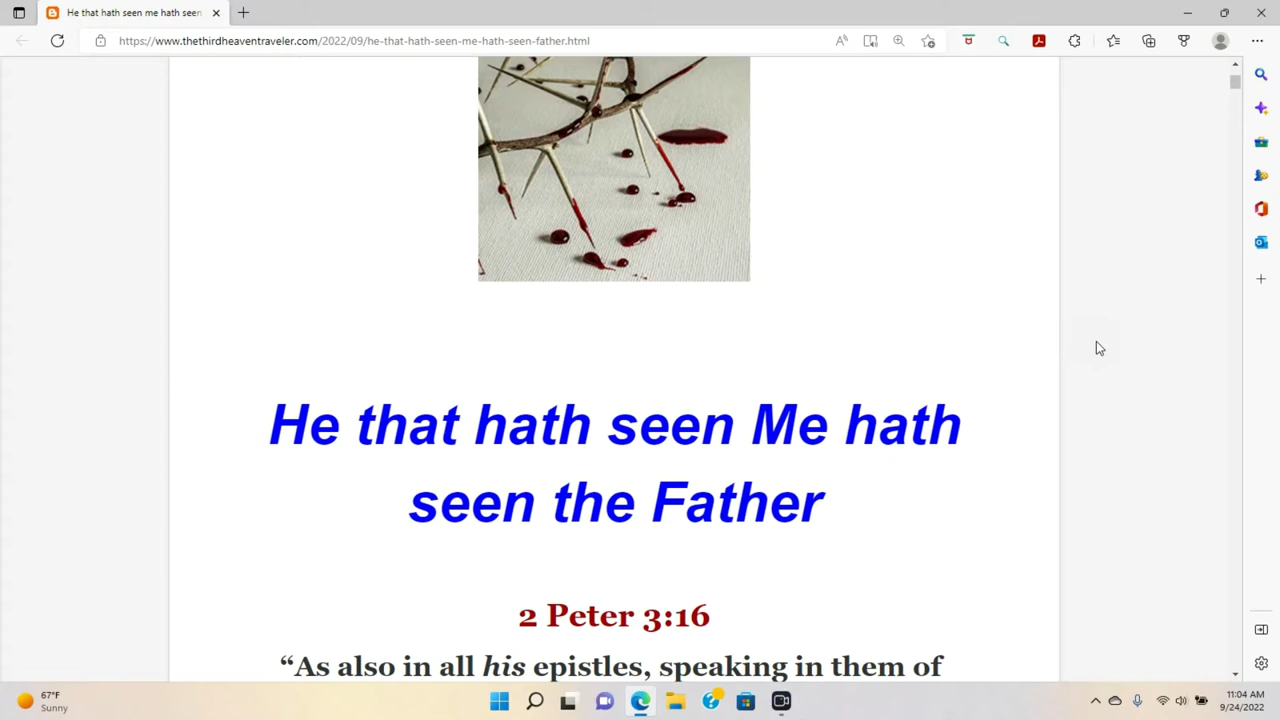 He that hath seen me hath seen
https://www.thethirdheaventraveler.com/2022/09/he-that-hath-seen-me-hath-seen-father.html
He that hath seen Me hath
seen the Father
2 Peter 3:16
“As also in all his epistles, speaking in them of
67°F
Sunny
11:04 AM
9/24/2022